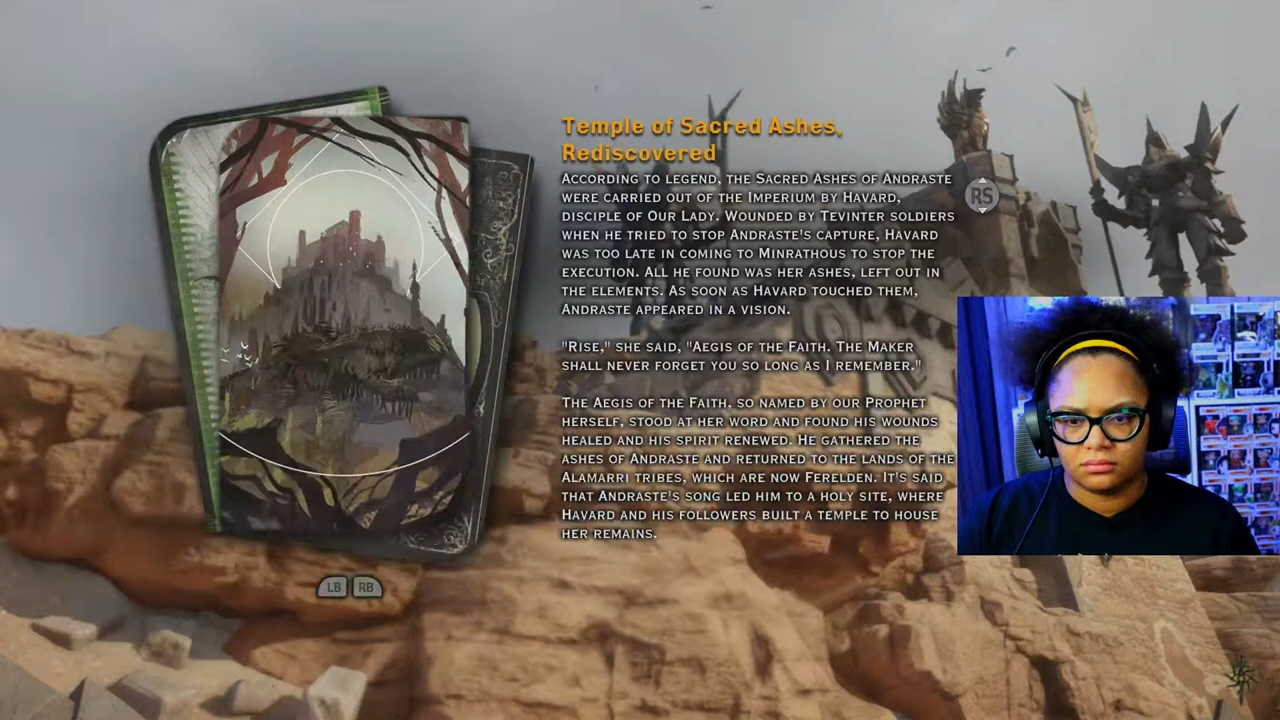 Temple of Sacred Ashes,
Rediscovered
According to legend, the Sacred Ashes of Andraste
were carried out of the Imperium by Havard,
disciple of Our Lady. Wounded by Tevinter soldiers
when he tried to stop Andraste's capture, Havard
was too late in coming to Minrathous to stop the
execution. All he found was her ashes, left out in
the elements. As soon as Havard touched them,
Andraste appeared in a vision.
"Rise," she said, "Aegis of the Faith. The Maker
shall never forget you so long as I remember."
The Aegis of the Faith, so named by our Prophet
herself, stood at her word and found his wounds
healed and his spirit renewed. He gathered the
ashes of Andraste and returned to the lands of the
Alamarri tribes, which are now Ferelden. It's said
that Andraste's song led him to a holy site, where
Havard and his followers built a temple to house
her remains.
RS
LB RB